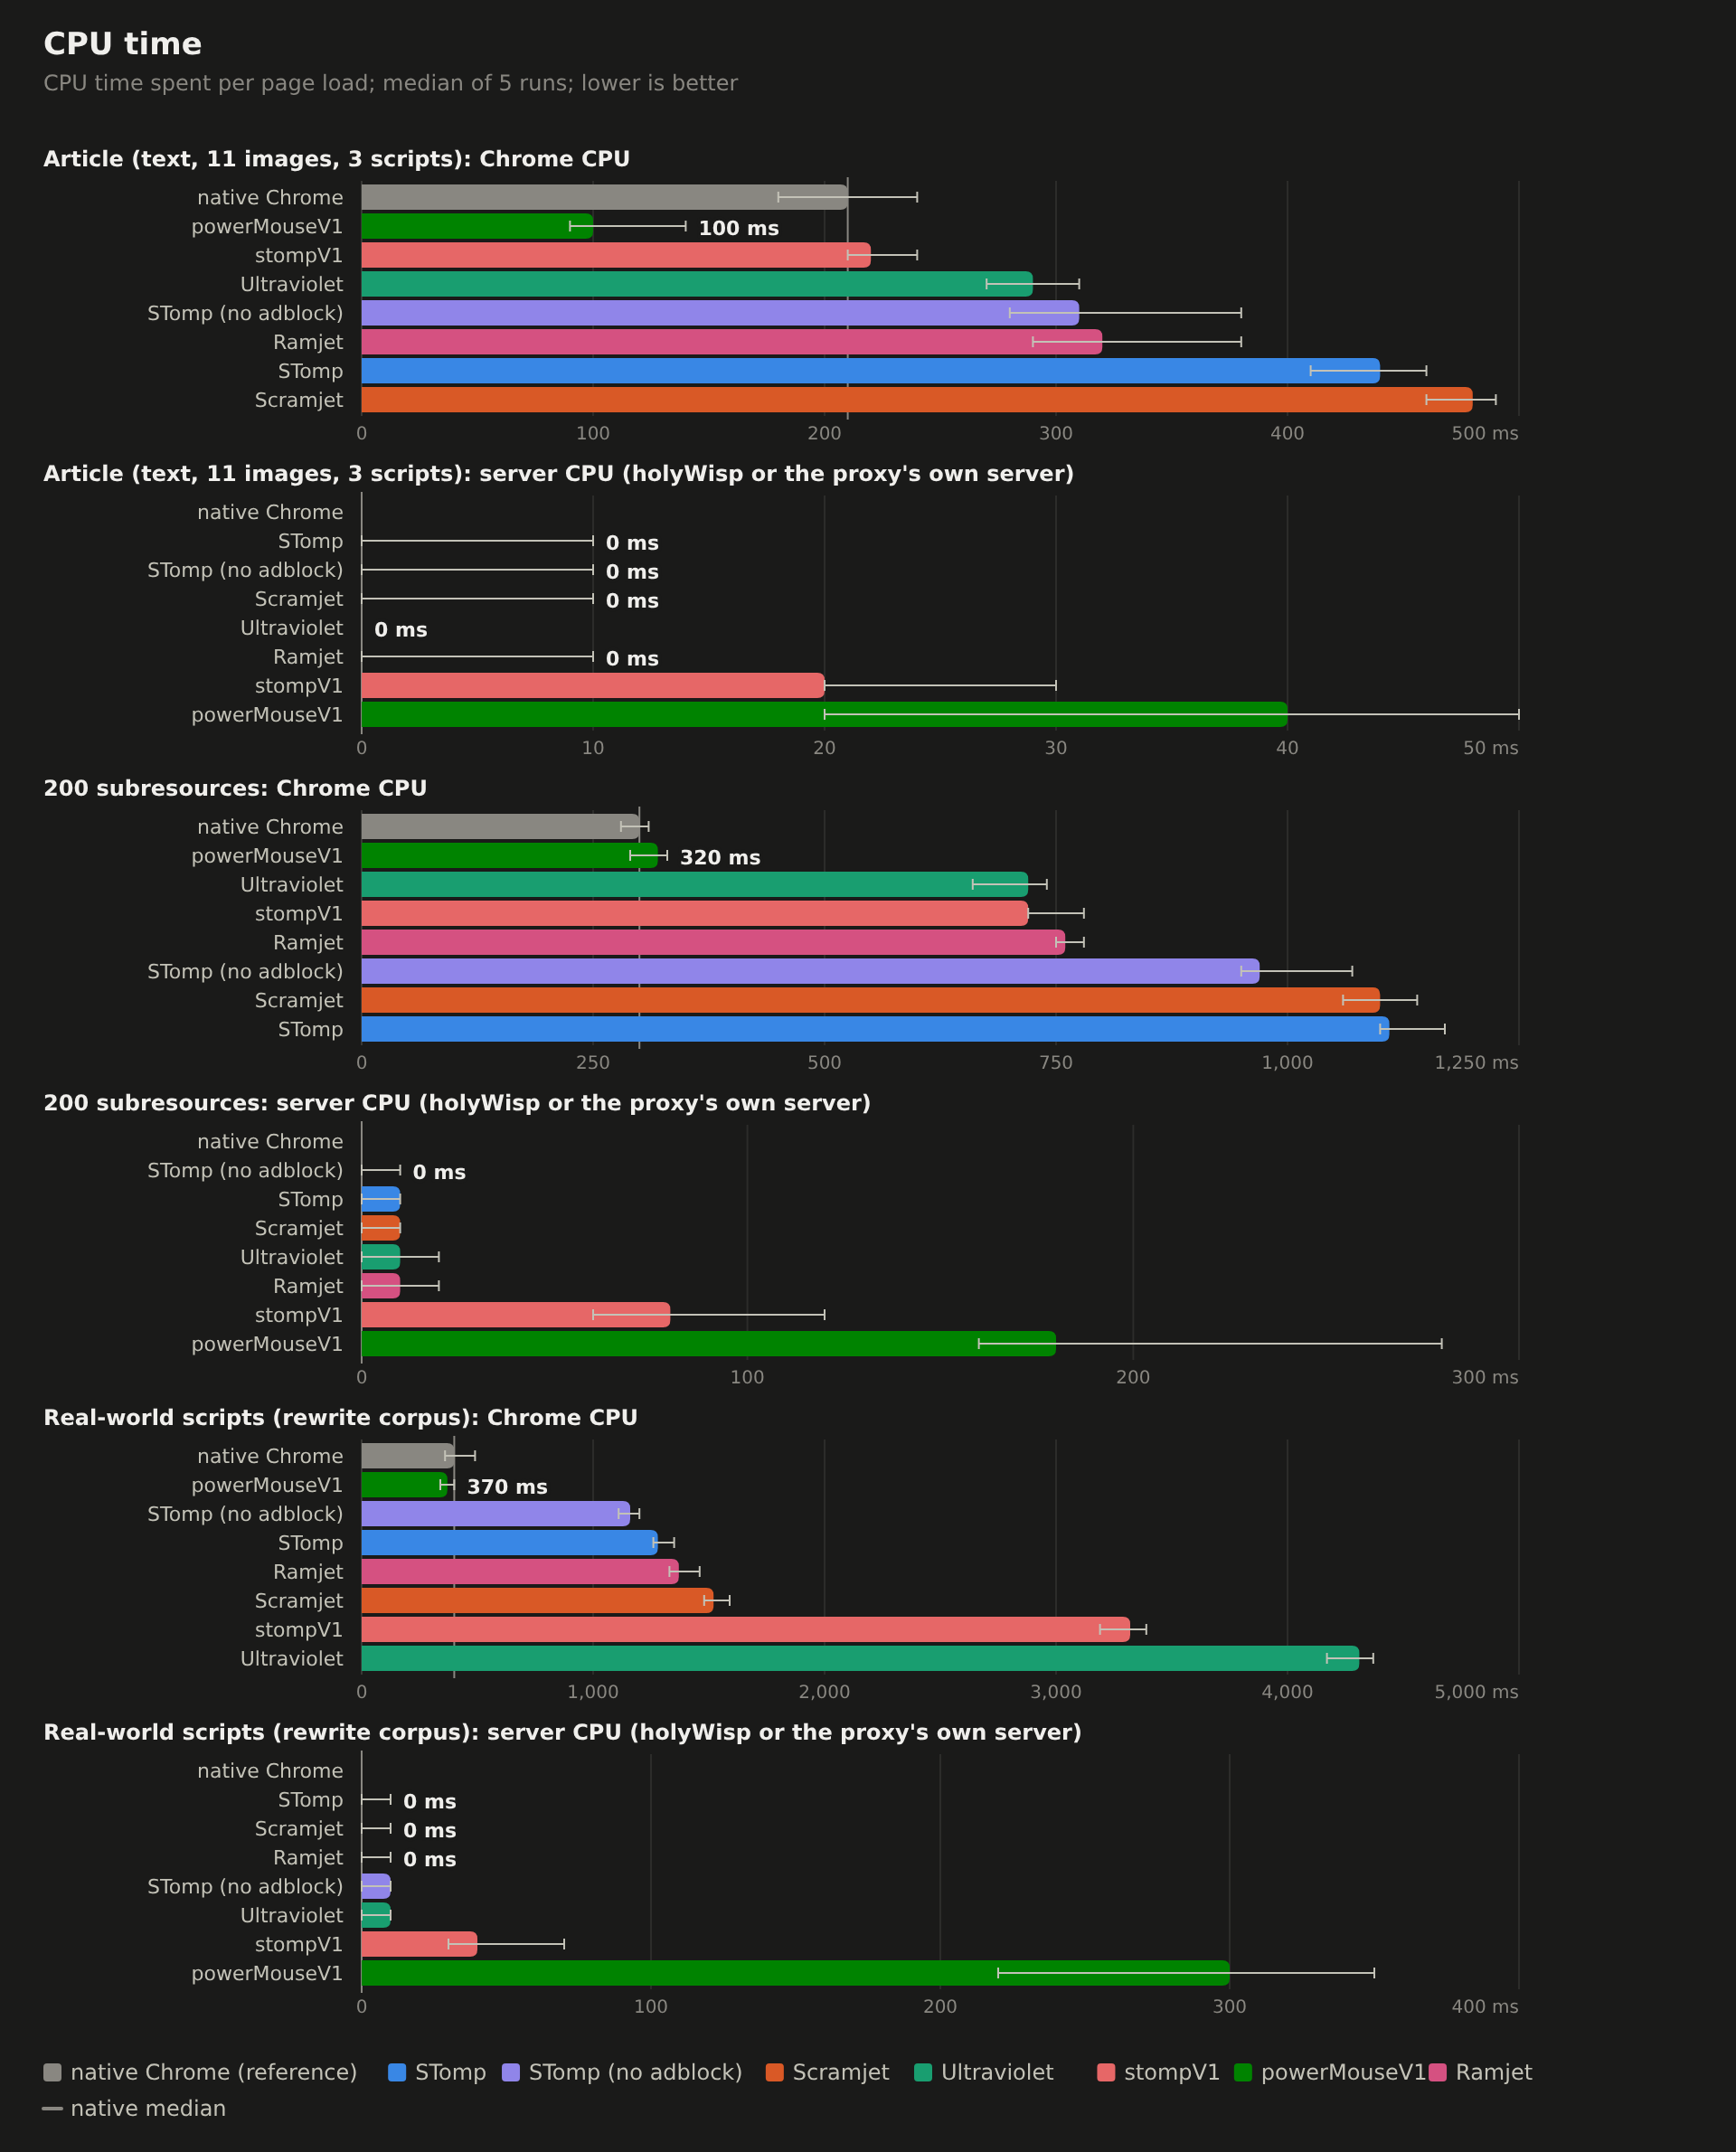 CPU time
CPU time spent per page load; median of 5 runs; lower is better
Article (text, 11 images, 3 scripts): Chrome CPU
native Chrome
powerMouseV1 100 ms
stompV1
Ultraviolet
STomp (no adblock)
Ramjet
STomp
Scramjet
0 100 200 300 400 500 ms
Article (text, 11 images, 3 scripts): server CPU (holyWisp or the proxy's own server)
native Chrome
STomp 0 ms
STomp (no adblock) 0 ms
Scramjet 0 ms
Ultraviolet 0 ms
Ramjet 0 ms
stompV1
powerMouseV1
0 10 20 30 40 50 ms
200 subresources: Chrome CPU
native Chrome
powerMouseV1 320 ms
Ultraviolet
stompV1
Ramjet
STomp (no adblock)
Scramjet
STomp
0 250 500 750 1,000 1,250 ms
200 subresources: server CPU (holyWisp or the proxy's own server)
native Chrome
STomp (no adblock) 0 ms
STomp
Scramjet
Ultraviolet
Ramjet
stompV1
powerMouseV1
0 100 200 300 ms
Real-world scripts (rewrite corpus): Chrome CPU
native Chrome
powerMouseV1 370 ms
STomp (no adblock)
STomp
Ramjet
Scramjet
stompV1
Ultraviolet
0 1,000 2,000 3,000 4,000 5,000 ms
Real-world scripts (rewrite corpus): server CPU (holyWisp or the proxy's own server)
native Chrome
STomp 0 ms
Scramjet 0 ms
Ramjet 0 ms
STomp (no adblock)
Ultraviolet
stompV1
powerMouseV1
0 100 200 300 400 ms
native Chrome (reference) STomp STomp (no adblock) Scramjet Ultraviolet stompV1 powerMouseV1 Ramjet
native median